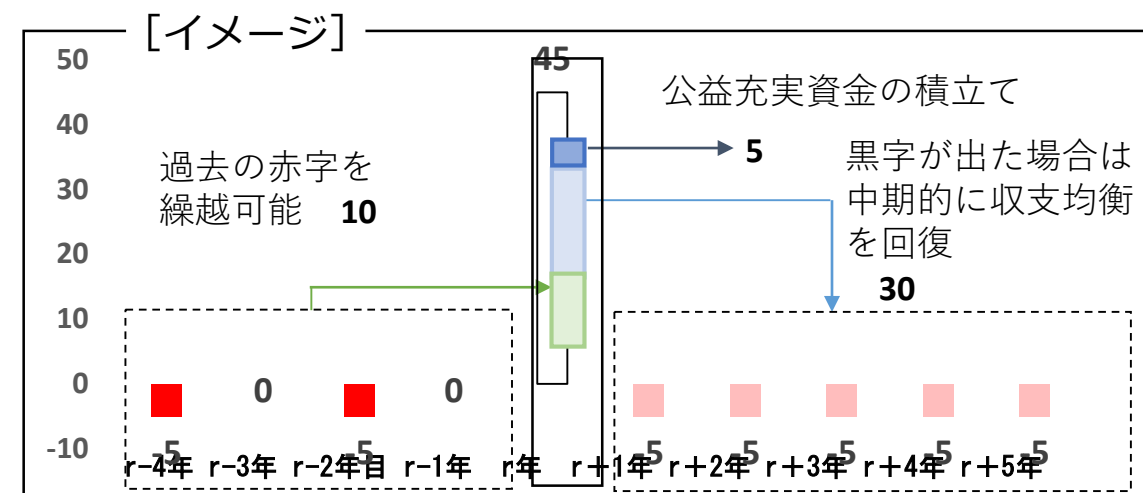 [イメージ]
50
40
30
20
10
0
-10
45
公益充実資金の積立て
5
過去の赤字を
繰越可能 10
黒字が出た場合は
中期的に収支均衡
を回復
30
0 0
-5 -5 -5 -5 -5 -5 -5
r-4年 r-3年 r-2年目 r-1年 r年 r+1年 r+2年 r+3年 r+4年 r+5年